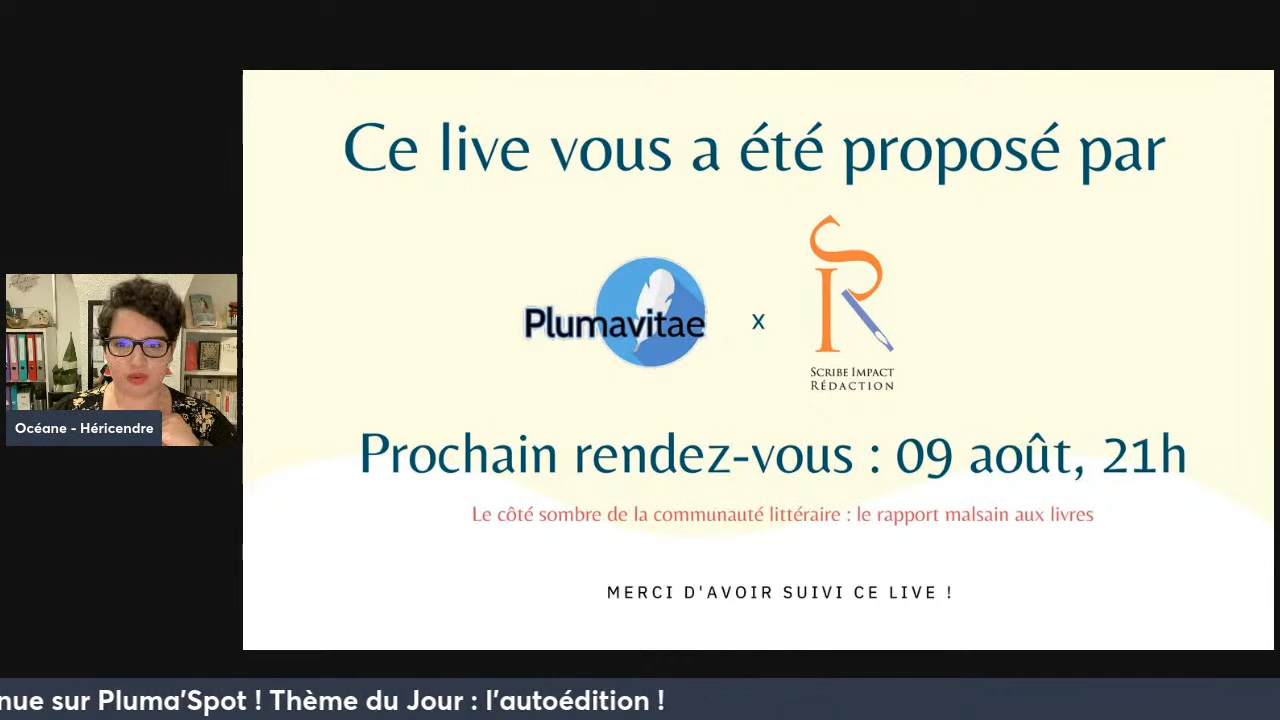 Ce live vous a été proposé par
Plumavitae
x
SR
SCRIBE IMPACT
RÉDACTION
Océane - Héricendre
Prochain rendez-vous : 09 août, 21h
Le côté sombre de la communauté littéraire : le rapport malsain aux livres
MERCI D'AVOIR SUIVI CE LIVE !
nue sur Pluma'Spot ! Thème du Jour : l'autoédition !